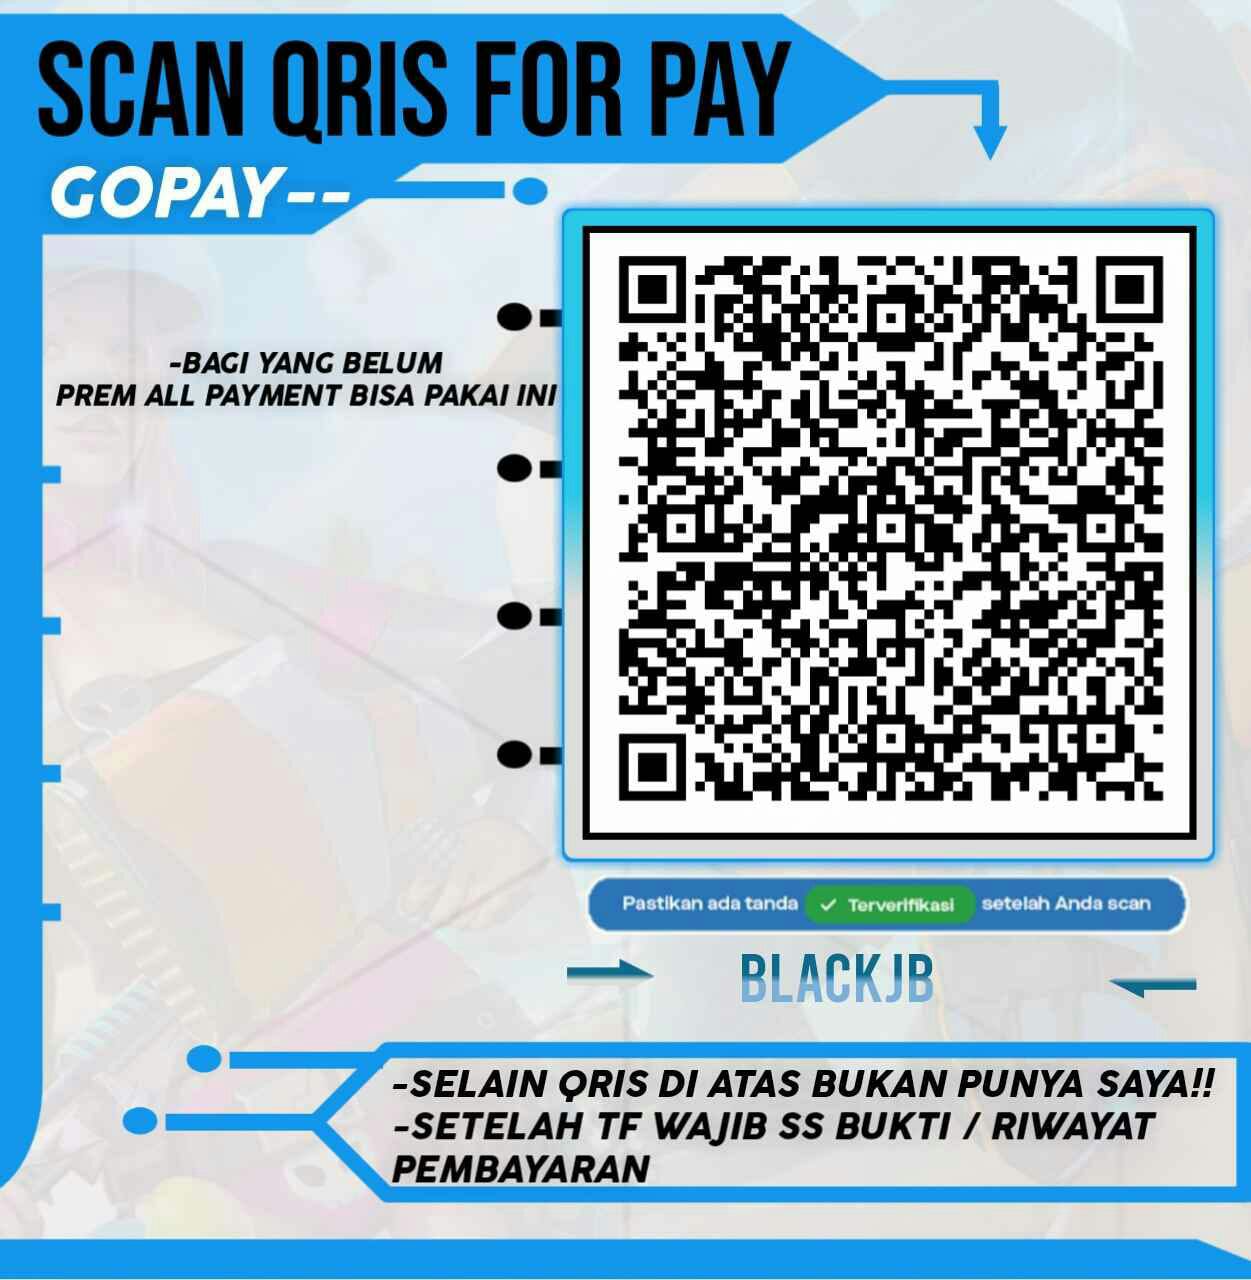 SCAN QRIS FOR PAY
GOPAY--
-BAGI YANG BELUM
PREM ALL PAYMENT BISA PAKAI INI
Pastikan ada tanda ✓ Terverifikasi setelah Anda scan
BLACKJB
-SELAIN QRIS DI ATAS BUKAN PUNYA SAYA!!
-SETELAH TF WAJIB SS BUKTI / RIWAYAT
PEMBAYARAN